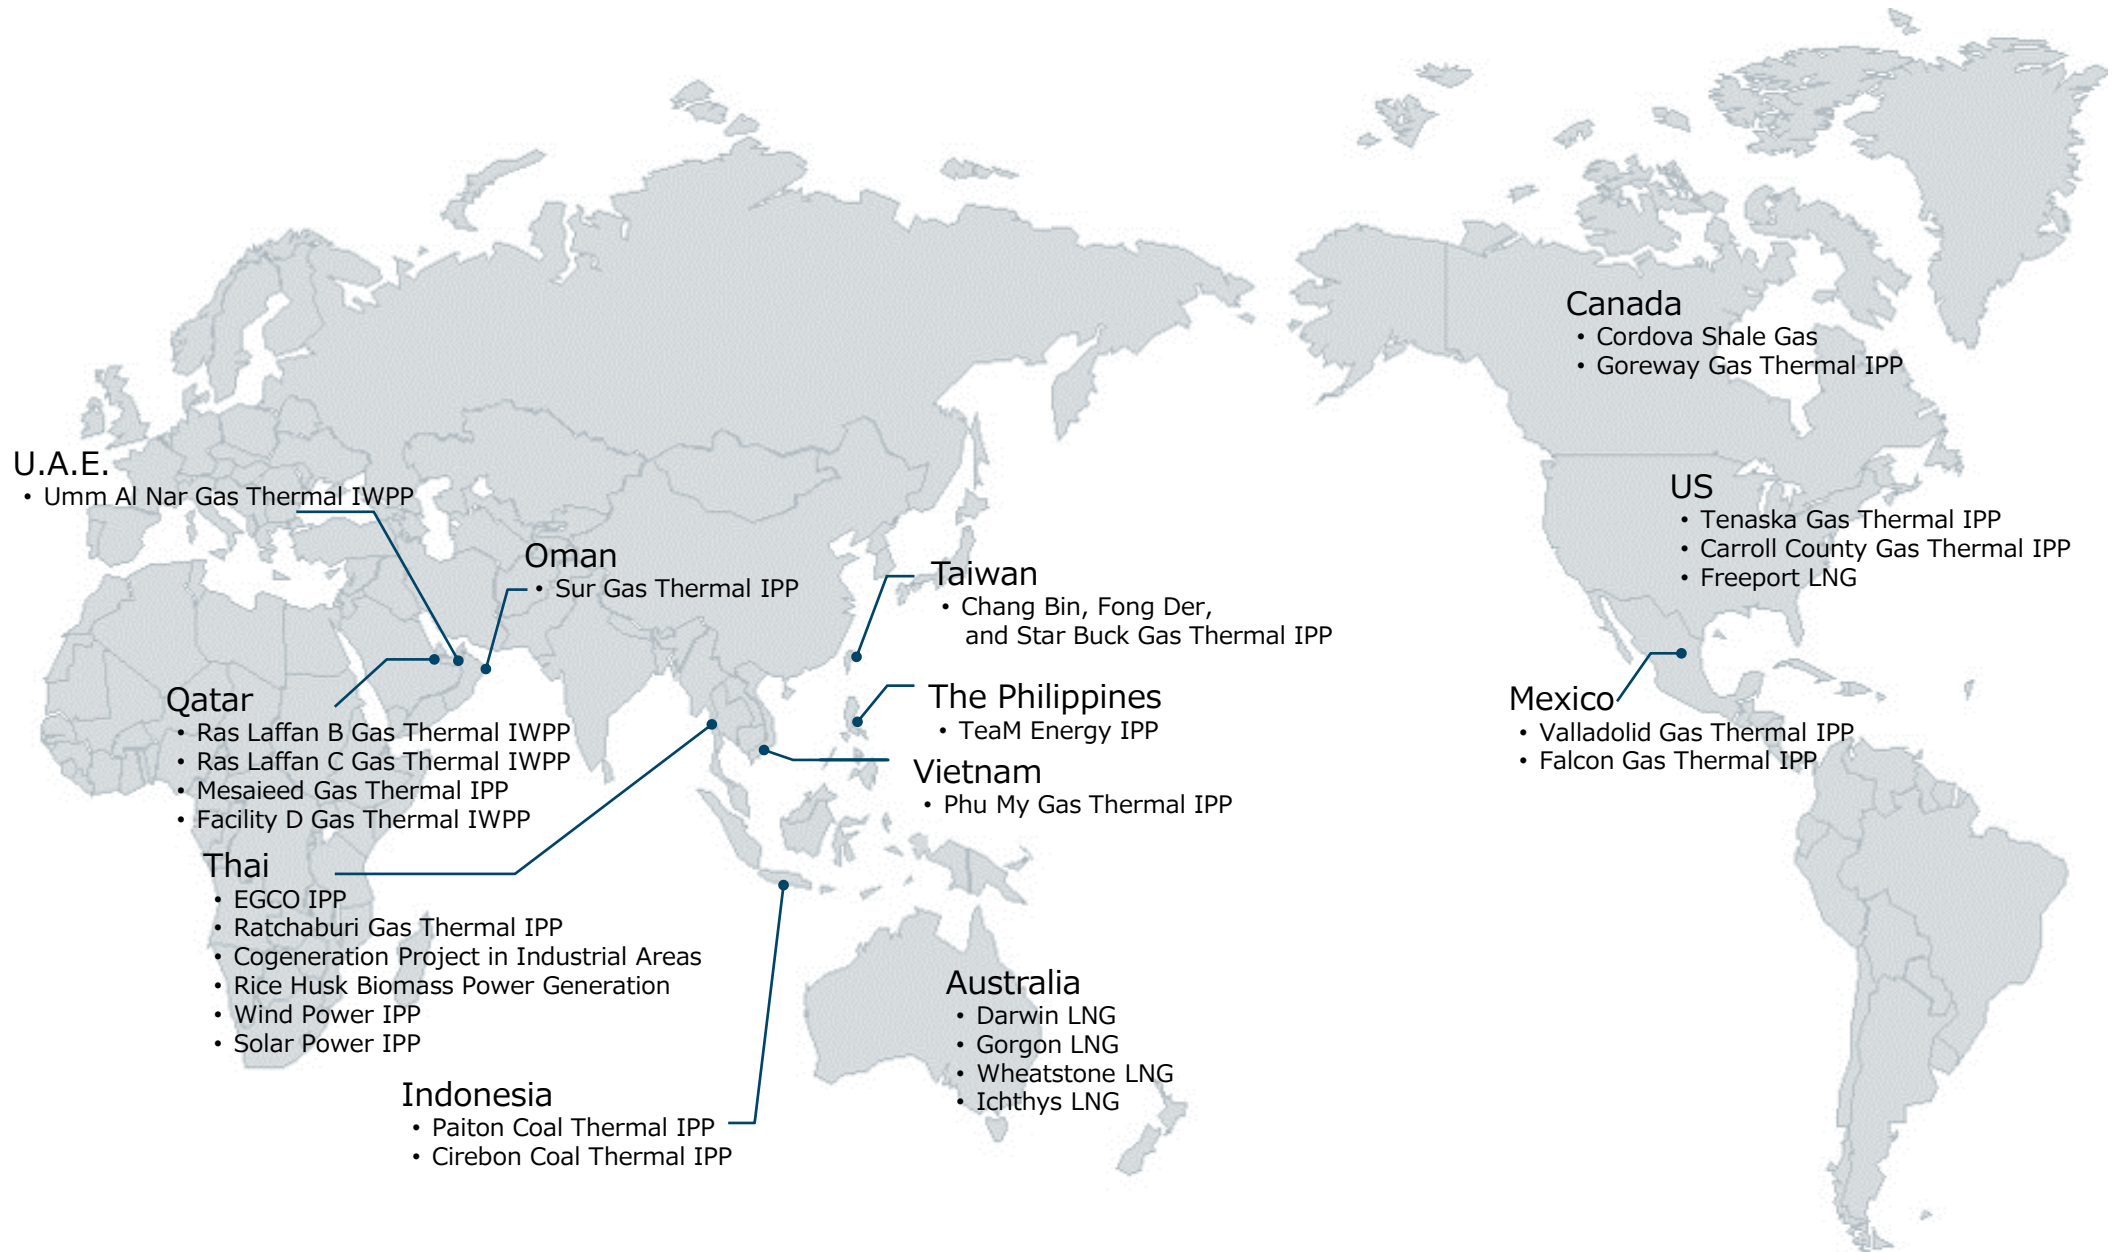 Canada
• Cordova Shale Gas
• Goreway Gas Thermal IPP
U.A.E.
• Umm Al Nar Gas Thermal IWPP
US
• Tenaska Gas Thermal IPP
• Carroll County Gas Thermal IPP
• Freeport LNG
Oman
• Sur Gas Thermal IPP
Taiwan
• Chang Bin, Fong Der,
and Star Buck Gas Thermal IPP
Qatar
• Ras Laffan B Gas Thermal IWPP
• Ras Laffan C Gas Thermal IWPP
• Mesaieed Gas Thermal IPP
• Facility D Gas Thermal IWPP
The Philippines
• TeaM Energy IPP
Mexico
• Valladolid Gas Thermal IPP
• Falcon Gas Thermal IPP
Vietnam
• Phu My Gas Thermal IPP
Thai
• EGCO IPP
• Ratchaburi Gas Thermal IPP
• Cogeneration Project in Industrial Areas
• Rice Husk Biomass Power Generation
• Wind Power IPP
• Solar Power IPP
Australia
• Darwin LNG
• Gorgon LNG
• Wheatstone LNG
• Ichthys LNG
Indonesia
• Paiton Coal Thermal IPP
• Cirebon Coal Thermal IPP